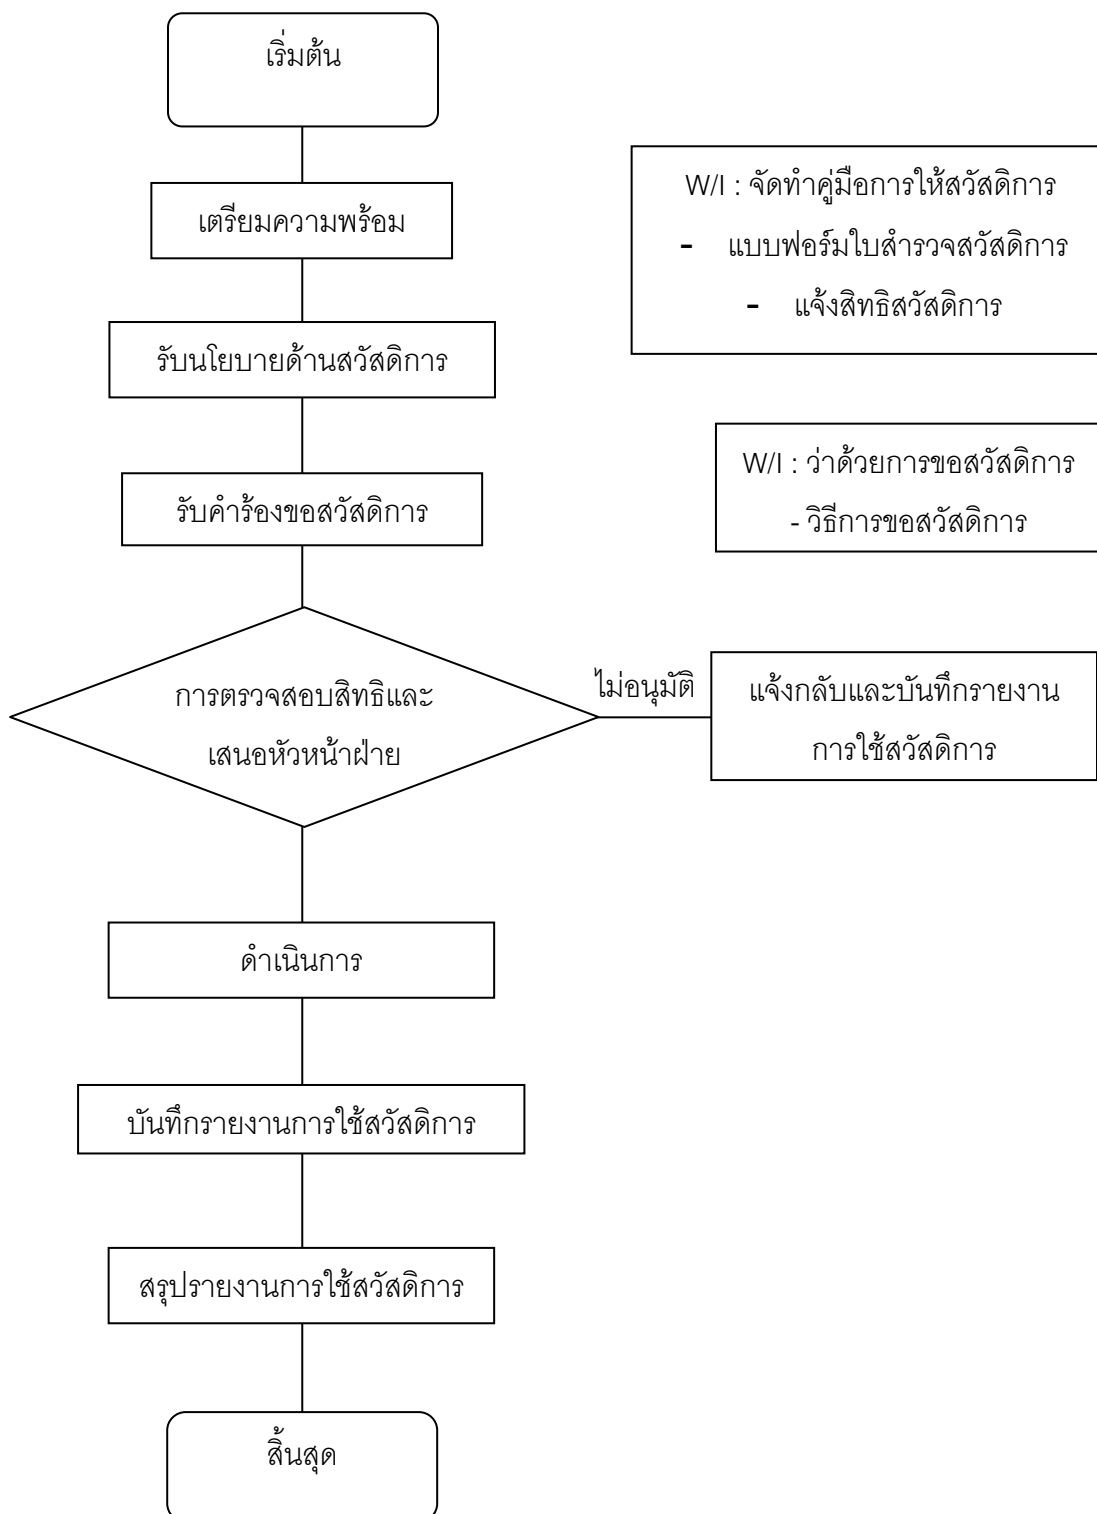 เริ่มต้น
เตรียมความพร้อม
W/I : จัดทำคู่มือการให้สวัสดิการ
- แบบฟอร์มใบสำรวจสวัสดิการ
- แจ้งสิทธิสวัสดิการ
รับนโยบายด้านสวัสดิการ
รับคำร้องขอสวัสดิการ
W/I : ว่าด้วยการขอสวัสดิการ
- วิธีการขอสวัสดิการ
การตรวจสอบสิทธิและ
เสนอหัวหน้าฝ่าย
ไม่อนุมัติ
แจ้งกลับและบันทึกรายงาน
การใช้สวัสดิการ
ดำเนินการ
บันทึกรายงานการใช้สวัสดิการ
สรุปรายงานการใช้สวัสดิการ
สิ้นสุด